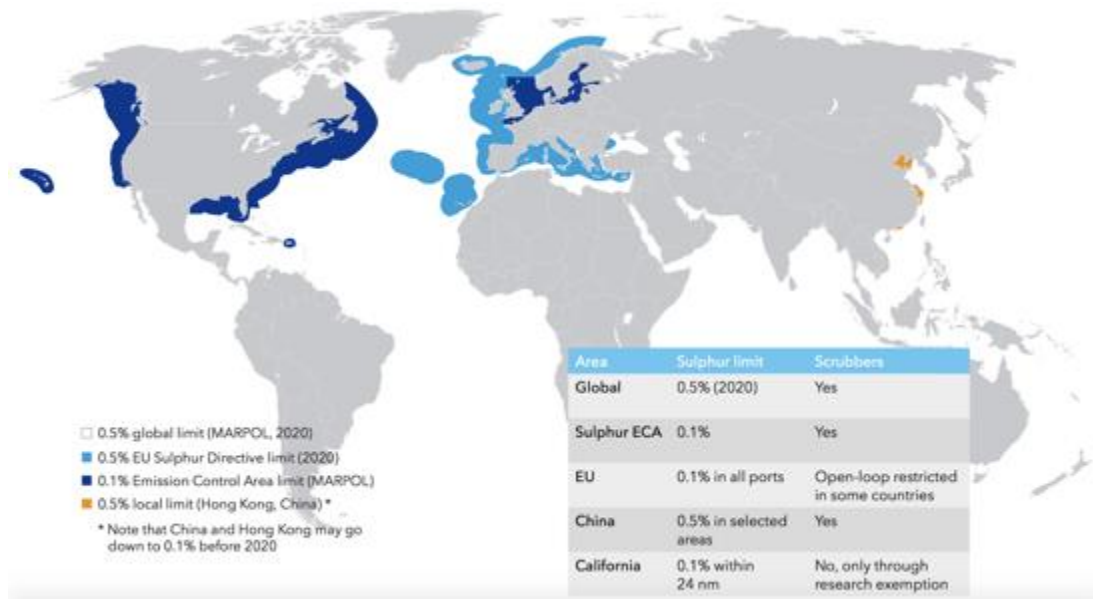 0.5% global limit (MARPOL, 2020)
0.5% EU Sulphur Directive limit (2020)
0.1% Emission Control Area limit (MARPOL)
0.5% local limit (Hong Kong, China) *
* Note that China and Hong Kong may go
down to 0.1% before 2020
Area Sulphur limit Scrubbers
Global 0.5% (2020) Yes
Sulphur ECA 0.1% Yes
EU 0.1% in all ports Open-loop restricted
in some countries
China 0.5% in selected Yes
areas
California 0.1% within No, only through
24 nm research exemption